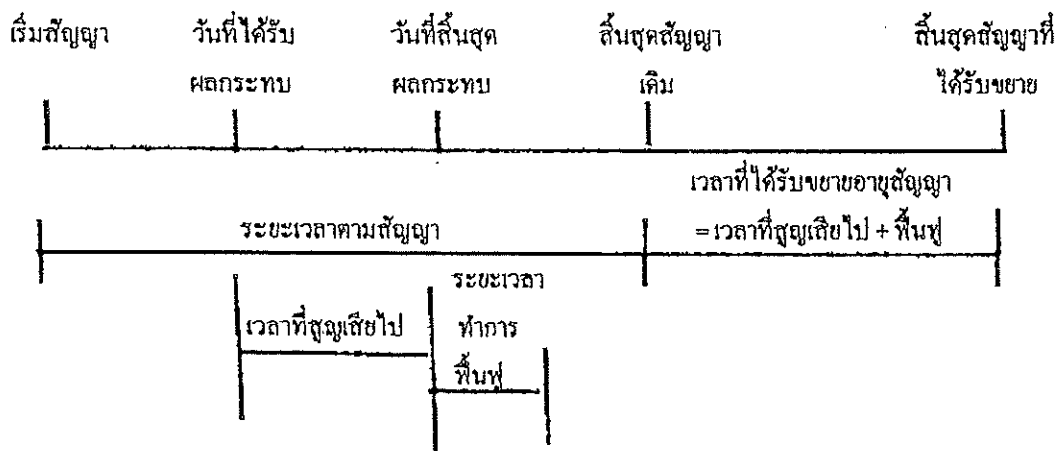 เริ่มสัญญา วันที่ได้รับ วันที่สิ้นสุด สิ้นสุดสัญญา สิ้นสุดสัญญาที่
ผลกระทบ ผลกระทบ เดิม ได้รับขยาย
เวลาที่ได้รับขยายอายุสัญญา
ระยะเวลาตามสัญญา = เวลาที่สูญเสียไป + ฟื้นฟู
ระยะเวลา
เวลาที่สูญเสียไป ทำการ
ฟื้นฟู